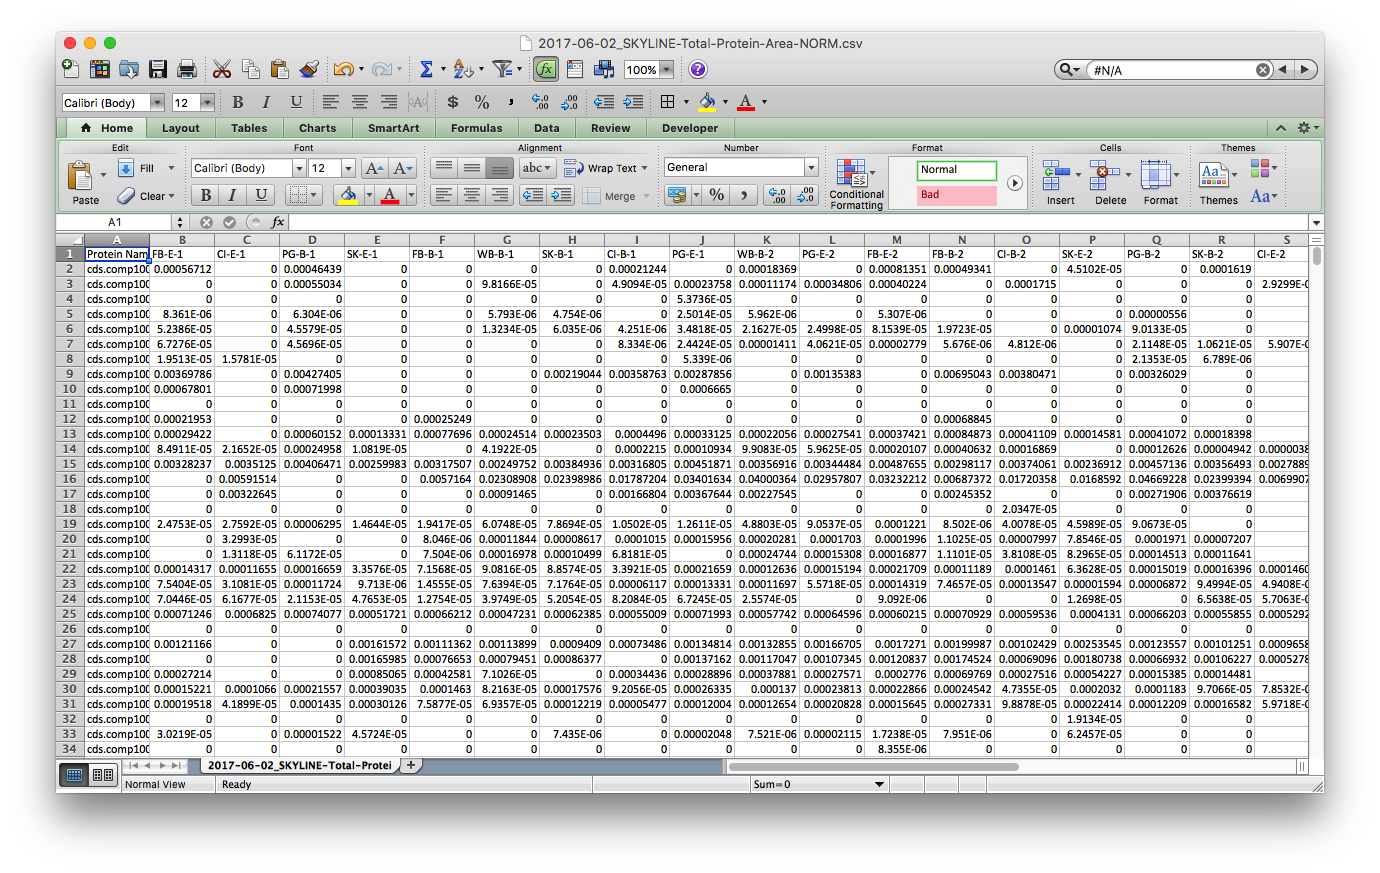 2017-06-02_SKYLINE-Total-Protein-Area-NORM.csv
100% #N/A
Calibri (Body) 12 B I U $ % ,
Home Layout Tables Charts SmartArt Formulas Data Review Developer
Edit Font Alignment Number Format Cells Themes
Fill Calibri (Body) 12 abc Wrap Text General Normal
Paste Clear B I U Merge % , Conditional Formatting Bad Insert Delete Format Themes Aa
A1 fx
A B C D E F G H I J K L M N O P Q R S
1 Protein Nam FB-E-1 CI-E-1 PG-B-1 SK-E-1 FB-B-1 WB-B-1 SK-B-1 CI-B-1 PG-E-1 WB-B-2 PG-E-2 FB-E-2 FB-B-2 CI-B-2 SK-E-2 PG-B-2 SK-B-2 CI-E-2
2 cds.comp100 0.00056712 0 0.00046439 0 0 0 0 0.00021244 0 0.00018369 0 0.00081351 0.00049341 0 4.5102E-05 0 0.0001619
3 cds.comp100 0 0 0.00055034 0 0 9.8166E-05 0 4.9094E-05 0.00023758 0.00011174 0.00034806 0.00040224 0 0.0001715 0 0 0 2.9299E-0
4 cds.comp100 0 0 0 0 0 0 0 0 5.3736E-05 0 0 0 0 0 0 0 0
5 cds.comp100 8.361E-06 0 6.304E-06 0 0 5.793E-06 4.754E-06 0 2.5014E-05 5.962E-06 0 5.307E-06 0 0 0 0.00000556 0
6 cds.comp100 5.2386E-05 0 4.5579E-05 0 0 1.3234E-05 6.035E-06 4.251E-06 3.4818E-05 2.1627E-05 2.4998E-05 8.1539E-05 1.9723E-05 0 0.00001074 9.0133E-05 0
7 cds.comp100 6.7276E-05 0 4.5696E-05 0 0 0 0 8.334E-06 2.4425E-05 0.00001411 4.0621E-05 0.00002779 5.676E-06 4.812E-06 0 2.1148E-05 1.0621E-05 5.907E-0
8 cds.comp100 1.9513E-05 1.5781E-05 0 0 0 0 0 0 5.339E-06 0 0 0 0 0 0 2.1353E-05 6.789E-06
9 cds.comp100 0.00369786 0 0.00427405 0 0 0 0.00219044 0.00358763 0.00287856 0 0.00135383 0 0.00695043 0.00380471 0 0.00326029 0
10 cds.comp100 0.00067801 0 0.00071998 0 0 0 0 0 0.0006665 0 0 0 0 0 0 0 0
11 cds.comp100 0 0 0 0 0 0 0 0 0 0 0 0 0 0 0 0 0
12 cds.comp100 0.00021953 0 0 0 0.00025249 0 0 0 0 0 0 0 0.00068845 0 0 0 0
13 cds.comp100 0.00029422 0 0.00060152 0.00013331 0.00077696 0.00024514 0.00023503 0.0004496 0.00033125 0.00022056 0.00027541 0.00037421 0.00084873 0.00041109 0.00014581 0.00041072 0.00018398
14 cds.comp100 8.4911E-05 2.1652E-05 0.00024958 1.0819E-05 0 4.1922E-05 0 0.0002215 0.00010934 9.9083E-05 5.9625E-05 0.00020107 0.00040632 0.00016869 0 0.00012626 0.00004942 0.0000038
15 cds.comp100 0.00328237 0.0035125 0.00406471 0.00259983 0.00317507 0.00249752 0.00384936 0.00316805 0.00451871 0.00356916 0.00344484 0.00487655 0.00298117 0.00374061 0.00236912 0.00457136 0.00356493 0.0027889
16 cds.comp100 0 0.00591514 0 0 0.0057164 0.02308908 0.02398986 0.01787204 0.03401634 0.04000364 0.02957807 0.03232212 0.00687372 0.01720358 0.0168592 0.04669228 0.02399394 0.0069907
17 cds.comp100 0 0.00322645 0 0 0 0.00091465 0 0.00166804 0.00367644 0.00227545 0 0 0.00245352 0 0 0.00271906 0.00376619
18 cds.comp100 0 0 0 0 0 0 0 0 0 0 0 0 0 2.0347E-05 0 0 0
19 cds.comp100 2.4753E-05 2.7592E-05 0.00006295 1.4644E-05 1.9417E-05 6.0748E-05 7.8694E-05 1.0502E-05 1.2611E-05 4.8803E-05 9.0537E-05 0.0001221 8.502E-06 4.0078E-05 4.5989E-05 9.0673E-05 0
20 cds.comp100 0 3.2993E-05 0 0 8.046E-06 0.00011844 0.00008617 0.0001015 0.00015956 0.00020281 0.0001703 0.0001996 1.1025E-05 0.00007997 7.8546E-05 0.0001971 0.00007207
21 cds.comp100 0 1.3118E-05 6.1172E-05 0 7.504E-06 0.00016978 0.00010499 6.8181E-05 0 0.00024744 0.00015308 0.00016877 1.1101E-05 3.8108E-05 8.2965E-05 0.00014513 0.00011641
22 cds.comp100 0.00014317 0.00011655 0.00016659 3.3576E-05 7.1568E-05 9.0816E-05 8.8574E-05 3.3921E-05 0.00021659 0.00012636 0.00015194 0.00021709 0.00011189 0.0001461 6.3628E-05 0.00015019 0.00016396 0.0001460
23 cds.comp100 7.5404E-05 3.1081E-05 0.00011724 9.713E-06 1.4555E-05 7.6394E-05 7.1764E-05 0.00006117 0.00013331 0.00011697 5.5718E-05 0.00014319 7.4657E-05 0.00013547 0.00001594 0.00006872 9.4994E-05 4.9408E-0
24 cds.comp100 7.0446E-05 6.1677E-05 2.1153E-05 4.7653E-05 1.2754E-05 3.9749E-05 5.2054E-05 8.2084E-05 6.7245E-05 2.5574E-05 0 9.092E-06 0 0 1.2698E-05 0 6.5638E-05 5.7063E-0
25 cds.comp100 0.00071246 0.0006825 0.00074077 0.00051721 0.00066212 0.00047231 0.00062385 0.00055009 0.00071993 0.00057742 0.00064596 0.00060215 0.00070929 0.00059536 0.0004131 0.00066203 0.00055855 0.0005292
26 cds.comp100 0 0 0 0 0 0 0 0 0 0 0 0 0 0 0 0 0
27 cds.comp100 0.00121166 0 0 0.00161572 0.00111362 0.00113899 0.0009409 0.00073486 0.00134814 0.00132855 0.00166705 0.0017271 0.00199987 0.00102429 0.00253545 0.00123557 0.00101251 0.0009658
28 cds.comp100 0 0 0 0.00165985 0.00076653 0.00079451 0.00086377 0 0.00137162 0.00117047 0.00107345 0.00120837 0.00174524 0.00069096 0.00180738 0.00066932 0.00106227 0.0005278
29 cds.comp100 0.00027214 0 0 0.00085065 0.00042581 7.1026E-05 0 0.00034436 0.00028896 0.00037881 0.00027571 0.0002776 0.00069769 0.00027516 0.00054227 0.00015385 0.00014481
30 cds.comp100 0.00015221 0.0001066 0.00021557 0.00039035 0.0001463 8.2163E-05 0.00017576 9.2056E-05 0.00026335 0.000137 0.00023813 0.00022866 0.00024542 4.7355E-05 0.0002032 0.0001183 9.7066E-05 7.8532E-0
31 cds.comp100 0.00019518 4.1899E-05 0.0001435 0.00030126 7.5877E-05 6.9357E-05 0.00012219 0.00005477 0.00012004 0.00012654 0.00020828 0.00015645 0.00027331 9.8878E-05 0.00022414 0.00012209 0.00016582 5.9718E-0
32 cds.comp100 0 0 0 0 0 0 0 0 0 0 0 0 0 0 1.9134E-05 0 0
33 cds.comp100 3.0219E-05 0 0.00001522 4.5724E-05 0 0 7.435E-06 0 0.00002048 7.521E-06 0.00002115 1.7238E-05 7.951E-06 0 6.2457E-05 0 0
34 cds.comp100 0 0 0 0 0 0 0 0 0 0 0 8.355E-06 0 0 0 0 0
2017-06-02_SKYLINE-Total-Protei +
Normal View Ready Sum=0